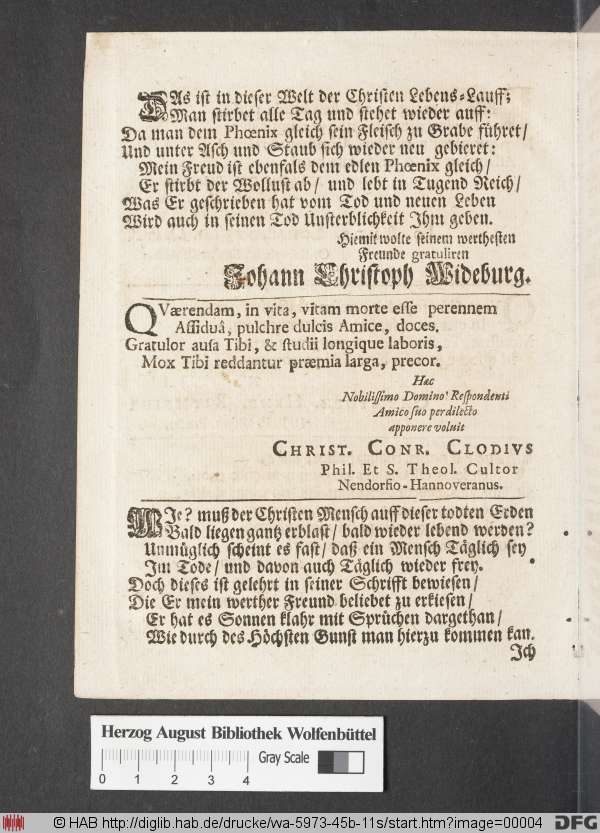 DAs ist in dieser Welt der Christen Lebens-Lauff;
Man stirbet alle Tag und stehet wieder auff:
Da man dem Phœnix gleich sein Fleisch zu Grabe führet/
Und unter Asch und Staub sich wieder neu gebieret:
Mein Freud ist ebenfals dem edlen Phœnix gleich/
Er stirbt der Wollust ab/ und lebt in Tugend Reich/
Was Er geschrieben hat vom Tod und neuen Leben
Wird auch in seinen Tod Unsterblichkeit Ihm geben.
Hiemit wolte seinem werthesten
Freunde gratuliren
Johann Christoph Wideburg.
QVærendam, in vita, vitam morte esse perennem
Assiduâ, pulchre dulcis Amice, doces.
Gratulor ausa Tibi, & studii longique laboris,
Mox Tibi reddantur præmia larga, precor.
Hac
Nobilissimo Domino Respondenti
Amico suo perdilecto
apponere voluit
CHRIST. CONR. CLODIVS
Phil. Et S. Theol. Cultor
Nendorfio-Hannoveranus.
WIe? muß der Christen Mensch auff dieser todten Erden
Bald liegen gantz erblast/ bald wieder lebend werden?
Unmüglich scheint es fast/ daß ein Mensch Täglich sey
Im Tode/ und davon auch Täglich wieder frey.
Doch dieses ist gelehrt in seiner Schrifft bewiesen/
Die Er mein werther Freund beliebet zu erkiesen/
Er hat es Sonnen klahr mit Sprüchen dargethan/
Wie durch des Höchsten Gunst man hierzu kommen kan.
Ich
Herzog August Bibliothek Wolfenbüttel
Gray Scale
0 1 2 3 4
© HAB http://diglib.hab.de/drucke/wa-5973-45b-11s/start.htm?image=00004
DFG